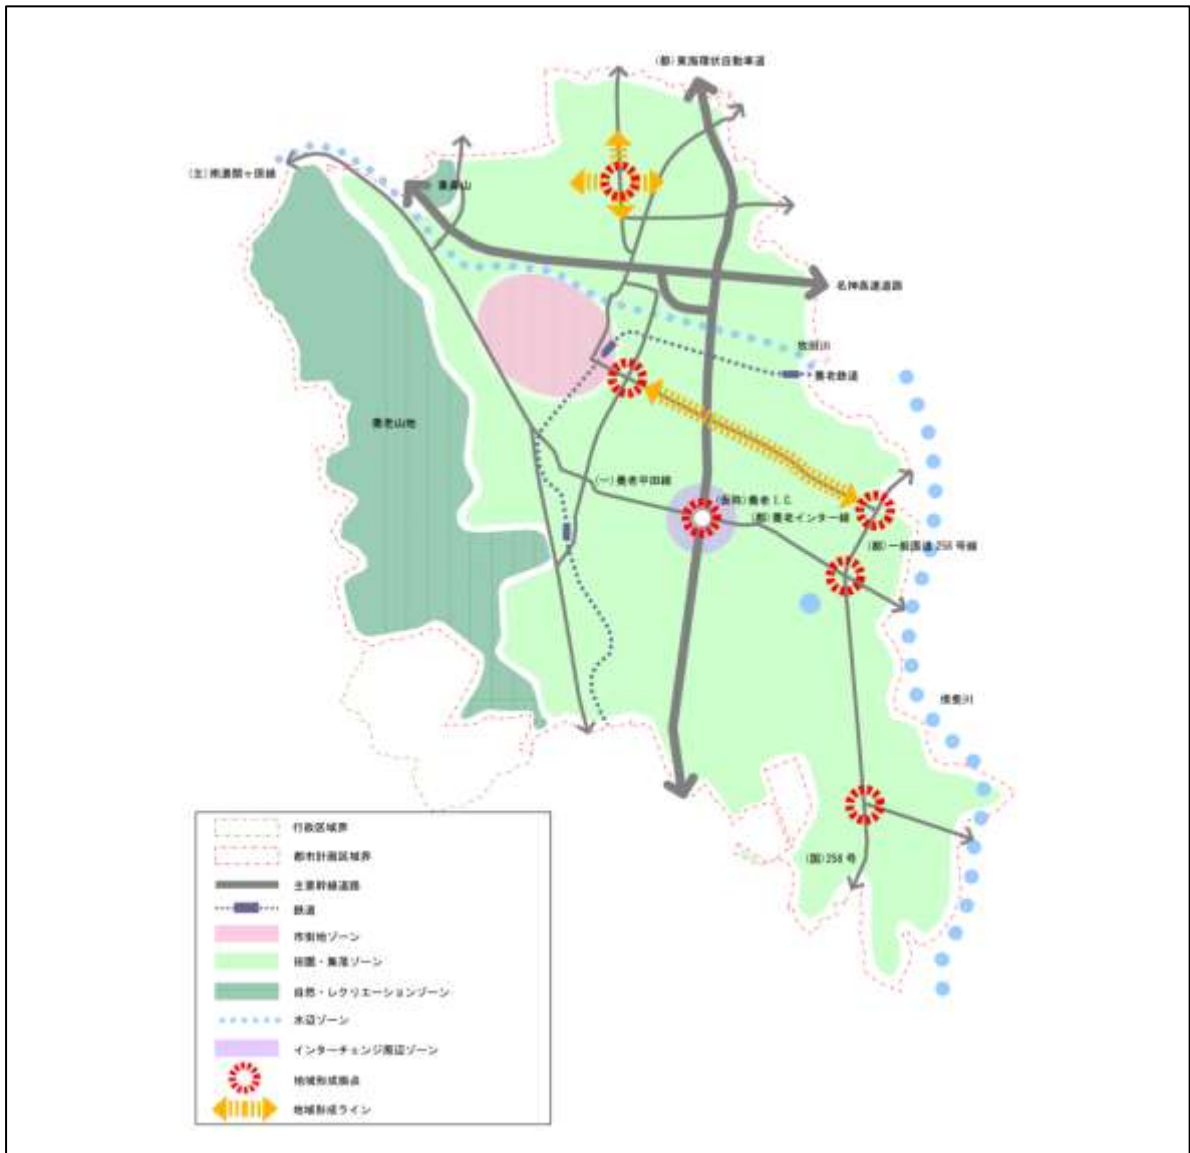 (都)東海環状自動車道
(主)南濃関ヶ原線
象鼻山
名神高速道路
牧田川
養老鉄道
養老山地
(一)養老平田線
(仮称)養老I.C.
(都)養老インター線
(都)一般国道258号線
揖斐川
(国)258号
行政区域界
都市計画区域界
主要幹線道路
鉄道
市街地ゾーン
田園・集落ゾーン
自然・レクリエーションゾーン
水辺ゾーン
インターチェンジ周辺ゾーン
地域形成拠点
地域形成ライン